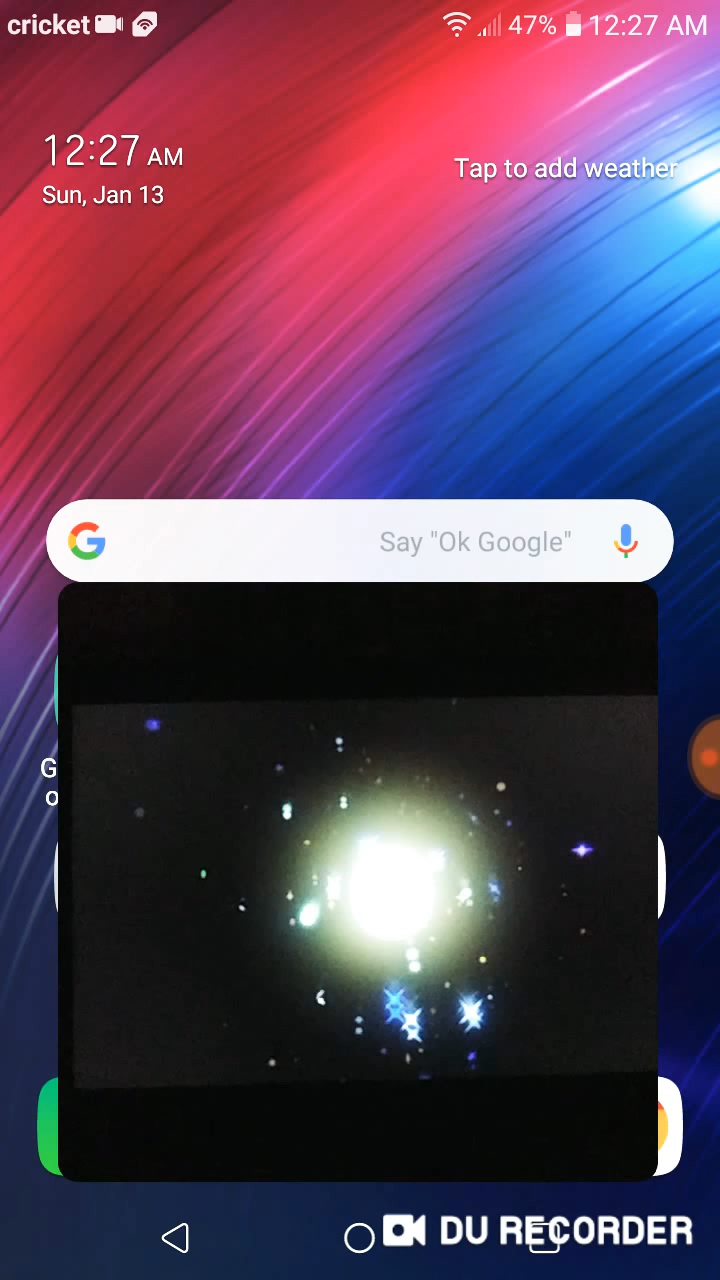 cricket 47% 12:27 AM
12:27 AM
Tap to add weather
Sun, Jan 13
Say "Ok Google"
G
o
DU RECORDER